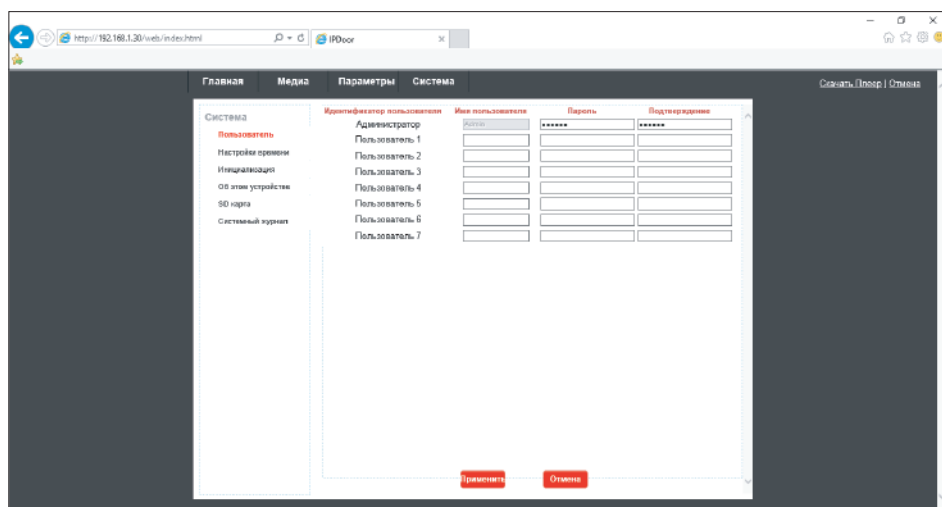 http://192.168.1.30/web/index.html
IPDoor
Главная Медиа Параметры Система
Скачать Плеер | Отмена
Система
Пользователь
Настройки времени
Инициализация
Об этом устройстве
SD карта
Системный журнал
Идентификатор пользователя Имя пользователя Пароль Подтверждение
Администратор Admin •••••• ••••••
Пользователь 1
Пользователь 2
Пользователь 3
Пользователь 4
Пользователь 5
Пользователь 6
Пользователь 7
Применить Отмена